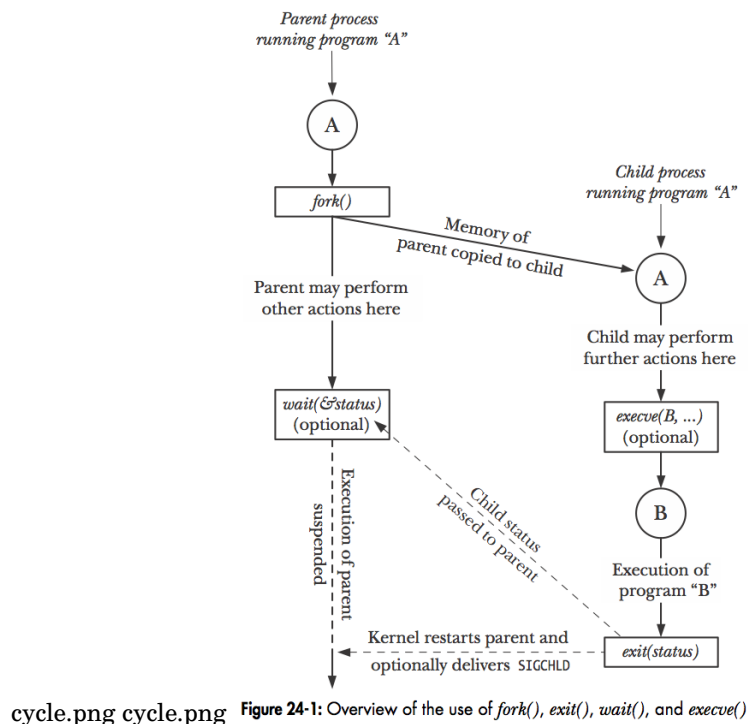 Parent process
running program “A”
A
fork()
Child process
running program “A”
Memory of
parent copied to child
A
Parent may perform
other actions here
Child may perform
further actions here
wait(&status)
(optional)
execve(B, ...)
(optional)
Execution of parent
suspended
Child status
passed to parent
B
Execution of
program “B”
Kernel restarts parent and
optionally delivers SIGCHLD
exit(status)
cycle.png cycle.png Figure 24-1: Overview of the use of fork(), exit(), wait(), and execve()